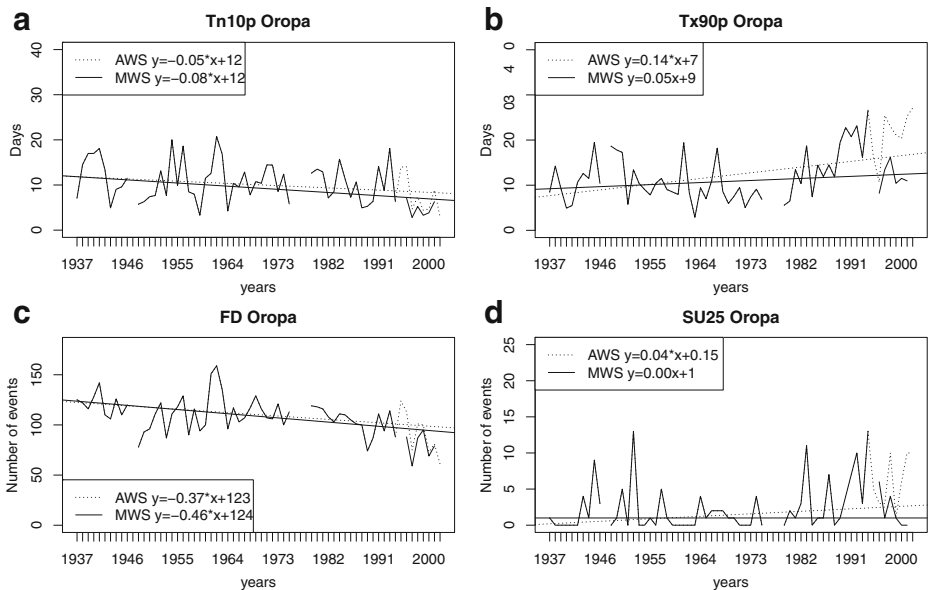 a
Tn10p Oropa
AWS y=−0.05*x+12
MWS y=−0.08*x+12
Days
40
30
20
10
0
1937 1946 1955 1964 1973 1982 1991 2000
years
b
Tx90p Oropa
AWS y=0.14*x+7
MWS y=0.05x+9
Days
4 0
03
20
10
0
1937 1946 1955 1964 1973 1982 1991 2000
years
c
FD Oropa
AWS y=−0.37*x+123
MWS y=−0.46*x+124
Number of events
150
100
50
0
1937 1946 1955 1964 1973 1982 1991 2000
years
d
SU25 Oropa
AWS y=0.04*x+0.15
MWS y=0.00x+1
Number of events
25
20
15
10
5
0
1937 1946 1955 1964 1973 1982 1991 2000
years